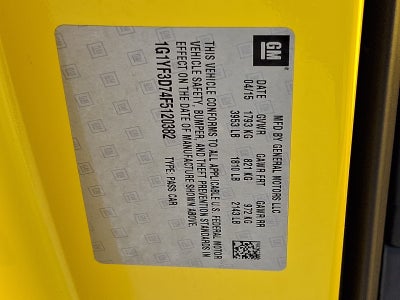 GM
MFD BY GENERAL MOTORS LLC
DATE GVWR GAWR FRT GAWR RR
04/15 1793 KG 821 KG 972 KG
3953 LB 1810 LB 2143 LB
THIS VEHICLE CONFORMS TO ALL APPLICABLE U.S. FEDERAL MOTOR
VEHICLE SAFETY, BUMPER, AND THEFT PREVENTION STANDARDS IN
EFFECT ON THE DATE OF MANUFACTURE SHOWN ABOVE.
1G1YF3D74F5120382 TYPE: PASS CAR